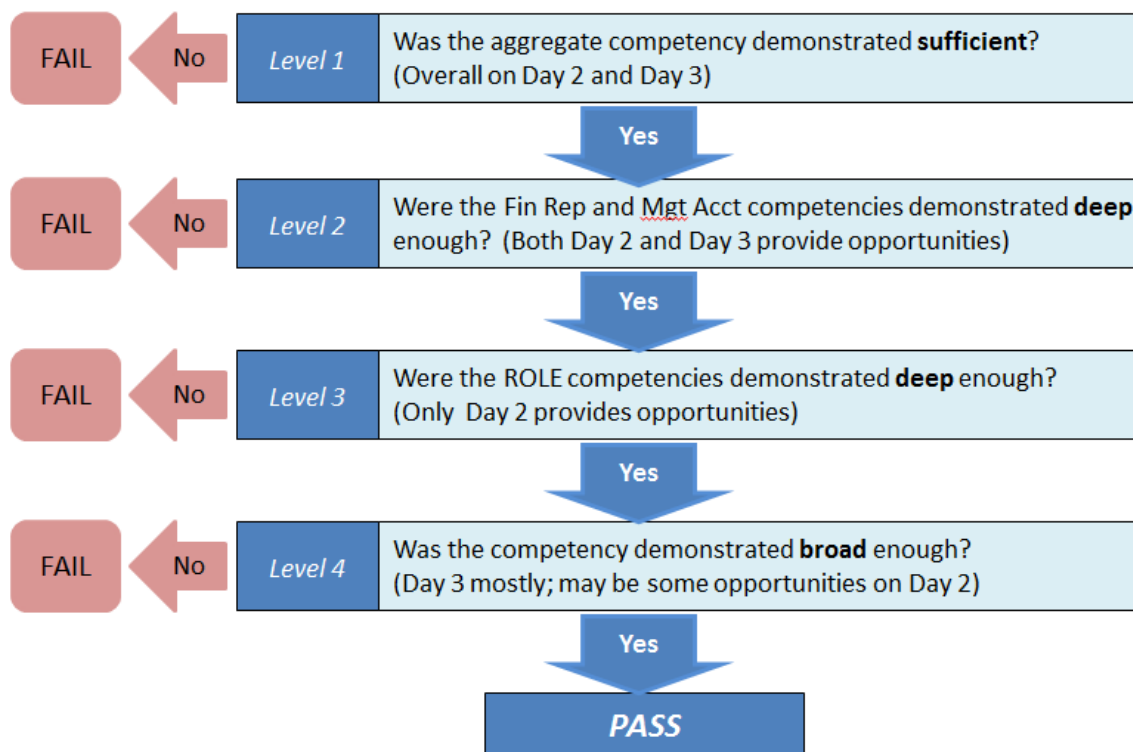 FAIL
No
Level 1
Was the aggregate competency demonstrated sufficient?
(Overall on Day 2 and Day 3)
Yes
FAIL
No
Level 2
Were the Fin Rep and Mgt Acct competencies demonstrated deep
enough? (Both Day 2 and Day 3 provide opportunities)
Yes
FAIL
No
Level 3
Were the ROLE competencies demonstrated deep enough?
(Only Day 2 provides opportunities)
Yes
FAIL
No
Level 4
Was the competency demonstrated broad enough?
(Day 3 mostly; may be some opportunities on Day 2)
Yes
PASS